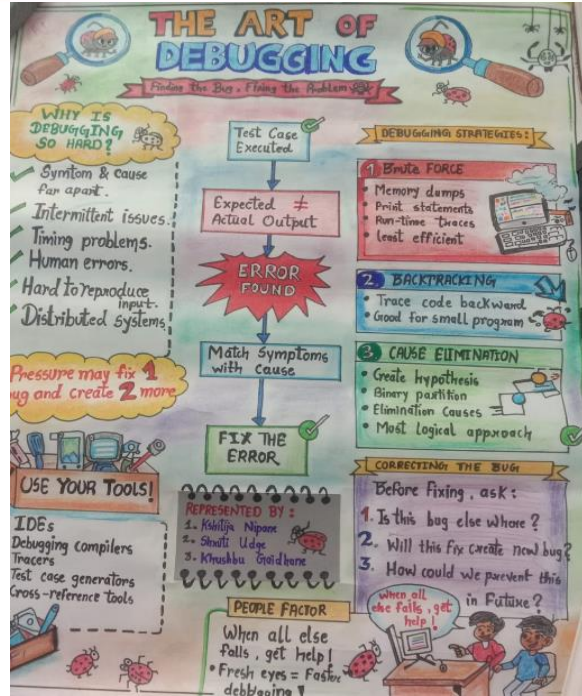 THE ART OF
DEBUGGING
Finding the Bug, Fixing the Problem
WHY IS
DEBUGGING
SO HARD?
Symtom & cause
far apart.
Intermittent issues.
Timing problems.
Human errors.
Hard to reproduce
input.
Distributed systems
Pressure may fix 1
ug and create 2 more
USE YOUR TOOLS!
IDEs
Debugging compilers
Tracers
Test case generators
Cross-reference tools
Test Case
Executed
Expected ≠
Actual Output
ERROR
FOUND
Match Symptoms
with Cause
FIX THE
ERROR
REPRESENTED BY :
1. Kshitija Nipane
2. Smriti Udge
3. Khushbu Gaidhane
PEOPLE FACTOR
When all else
falls, get help!
• Fresh eyes = Faster
debbuging !
DEBUGGING STRATEGIES:
1 Brute FORCE
• Memory dumps
• Print statements
• Run-time traces
• least efficient
2. BACKTRACKING
• Trace code backward
• Good for small program
3 CAUSE ELIMINATION
• Create hypothesis
• Binary partition
• Elimination Causes
• Most logical approach
CORRECTING THE BUG
Before fixing, ask :
1. Is this bug else where ?
2. Will this fix create new bug?
3. How could we prevent this
in Future ?
when all
else falls, get
help !